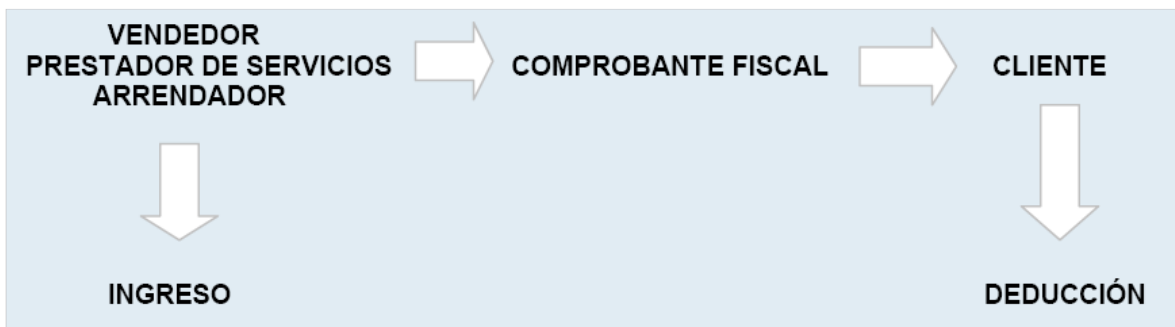 VENDEDOR
PRESTADOR DE SERVICIOS
ARRENDADOR
COMPROBANTE FISCAL
CLIENTE
INGRESO
DEDUCCIÓN